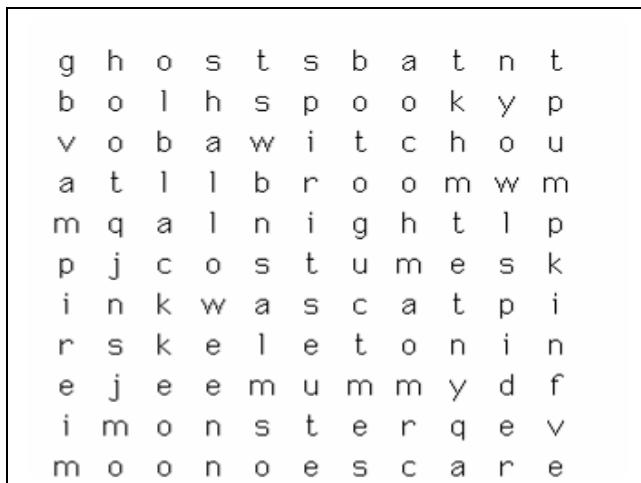 g h o s t s b a t n t
b o l h s p o o k y p
v o b a w i t c h o u
a t l l b r o o m w m
m q a l n i g h t l p
p j c o s t u m e s k
i n k w a s c a t p i
r s k e l e t o n i n
e j e e m u m m y d f
i m o n s t e r q e v
m o o n o e s c a r e